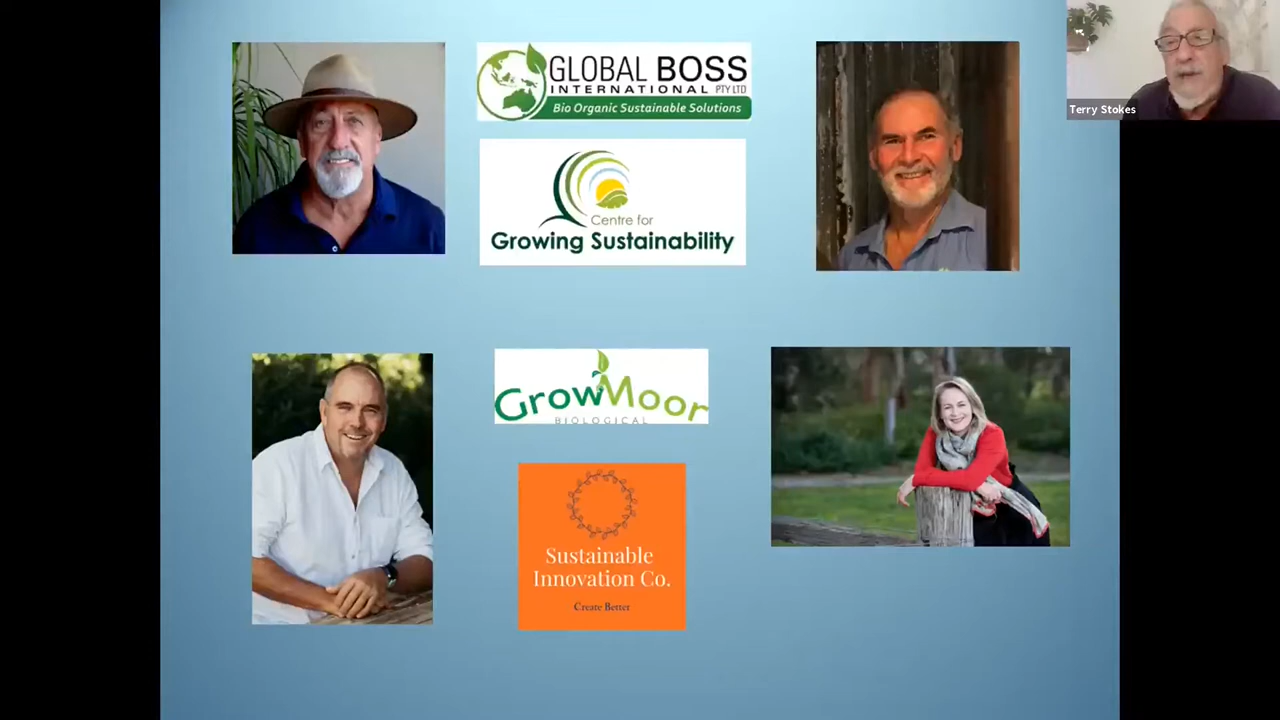 GLOBAL BOSS
INTERNATIONAL PTY LTD
Bio Organic Sustainable Solutions
Terry Stokes
Centre for
Growing Sustainability
GrowMoor
BIOLOGICAL
Sustainable
Innovation Co.
Create Better